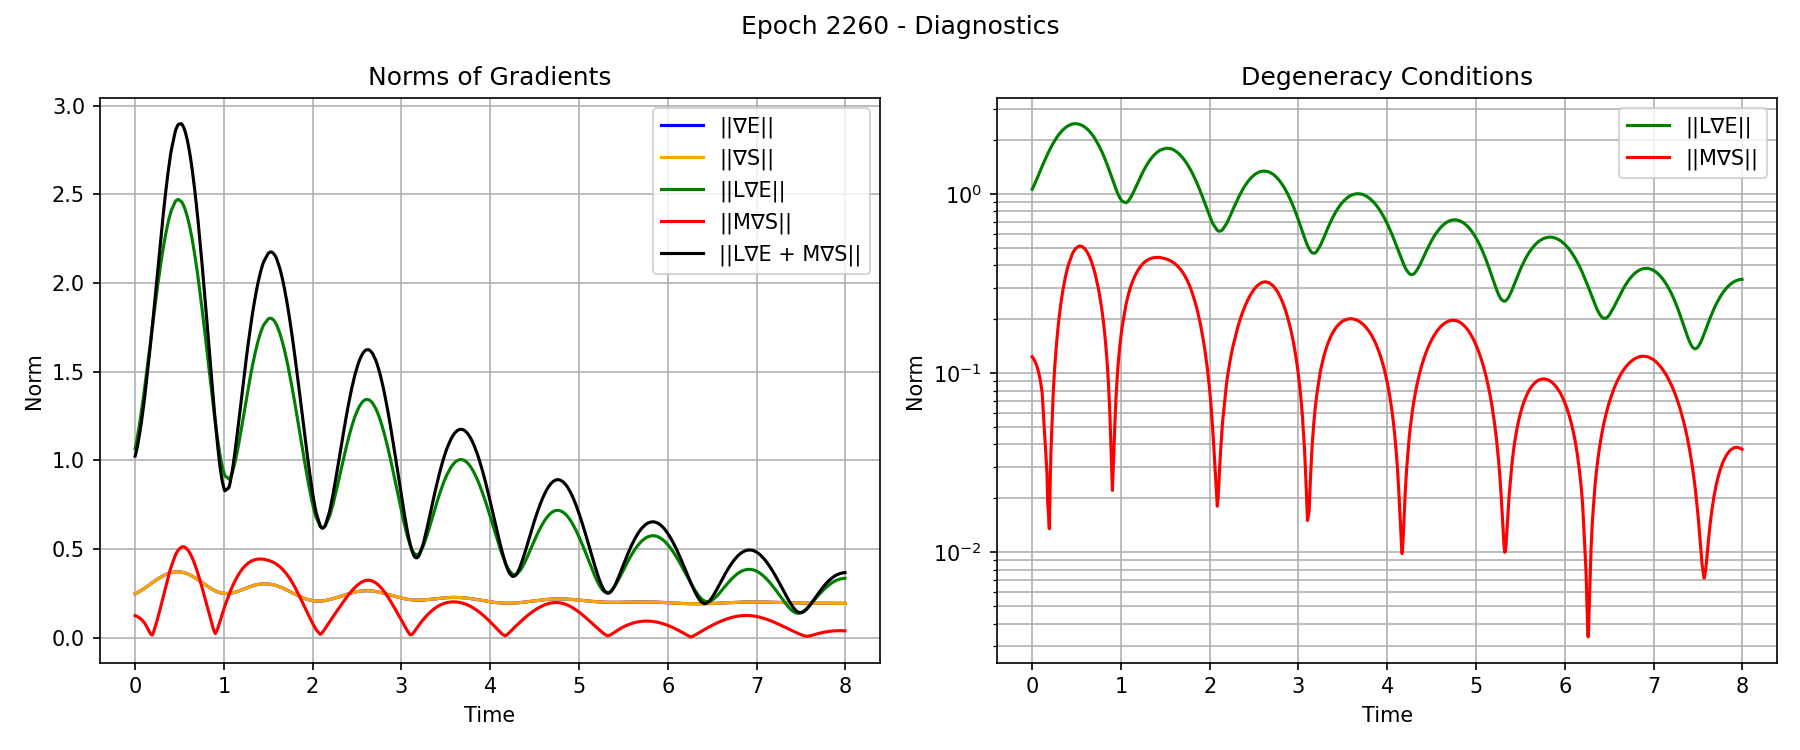 Epoch 2260 - Diagnostics
Norms of Gradients
Norm
3.0
2.5
2.0
1.5
1.0
0.5
0.0
||∇E||
||∇S||
||L∇E||
||M∇S||
||L∇E + M∇S||
0 1 2 3 4 5 6 7 8
Time
Degeneracy Conditions
Norm
10⁰
10⁻¹
10⁻²
||L∇E||
||M∇S||
0 1 2 3 4 5 6 7 8
Time